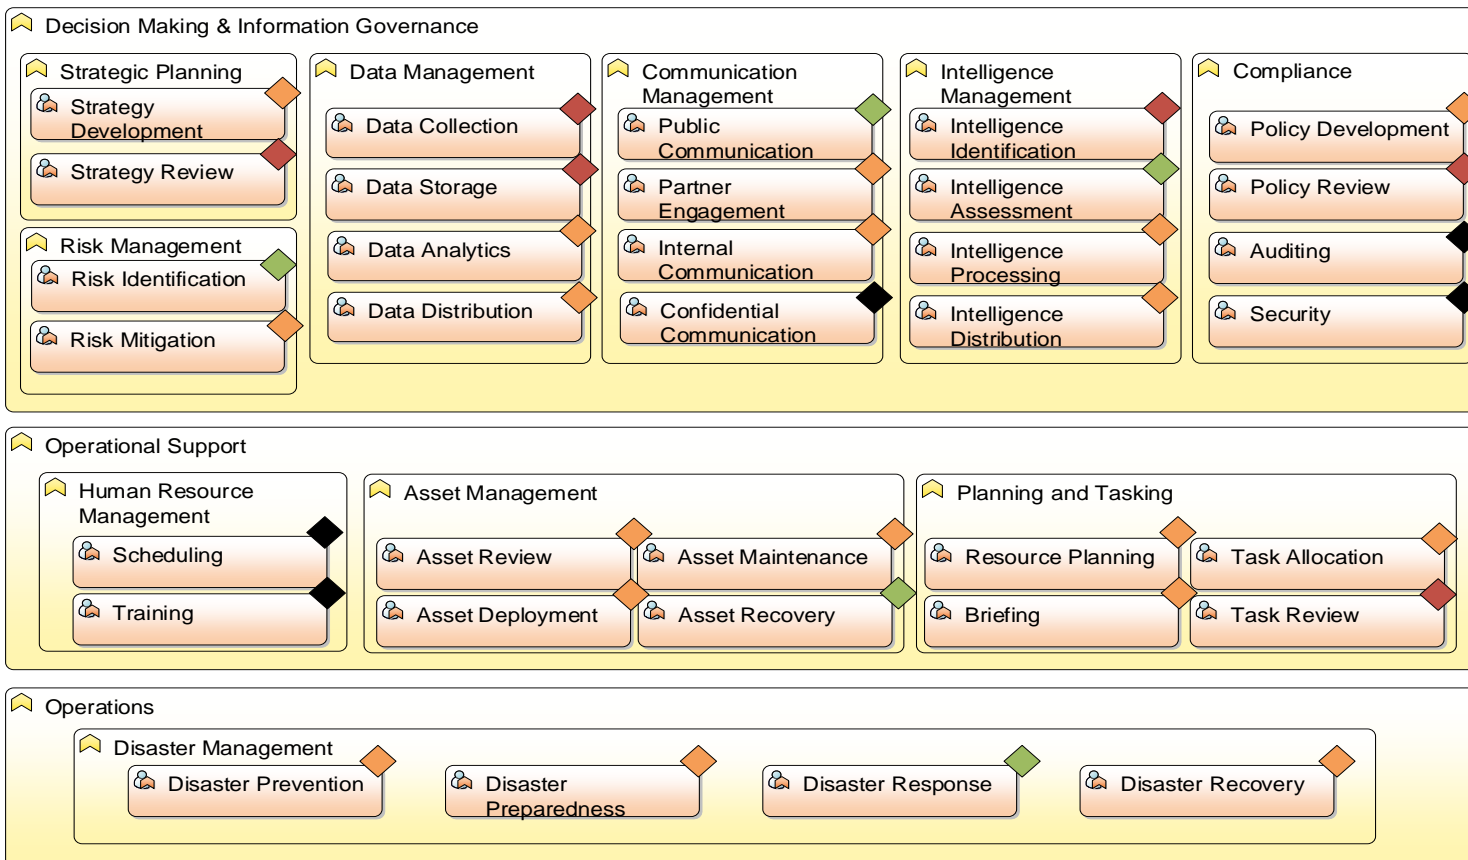 Decision Making & Information Governance
Strategic Planning
Strategy
Development
Strategy Review
Risk Management
Risk Identification
Risk Mitigation
Data Management
Data Collection
Data Storage
Data Analytics
Data Distribution
Communication
Management
Public
Communication
Partner
Engagement
Internal
Communication
Confidential
Communication
Intelligence
Management
Intelligence
Identification
Intelligence
Assessment
Intelligence
Processing
Intelligence
Distribution
Compliance
Policy Development
Policy Review
Auditing
Security
Operational Support
Human Resource
Management
Scheduling
Training
Asset Management
Asset Review
Asset Maintenance
Asset Deployment
Asset Recovery
Planning and Tasking
Resource Planning
Task Allocation
Briefing
Task Review
Operations
Disaster Management
Disaster Prevention
Disaster
Preparedness
Disaster Response
Disaster Recovery